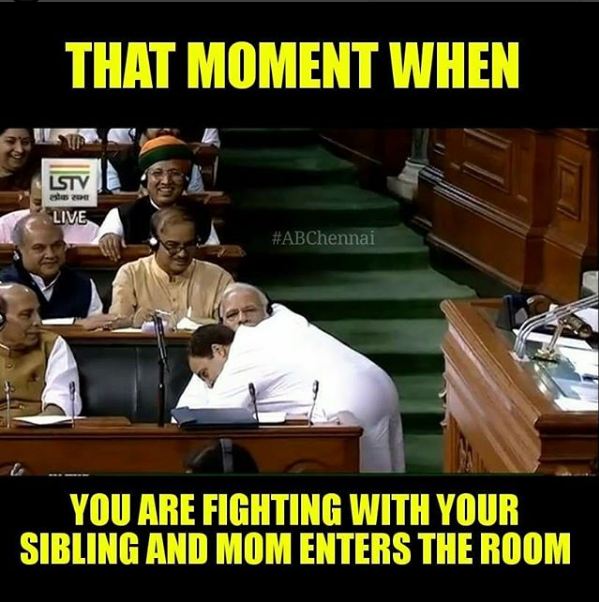 THAT MOMENT WHEN
LSTV
लोक सभा
LIVE
#ABChennai
YOU ARE FIGHTING WITH YOUR
SIBLING AND MOM ENTERS THE ROOM